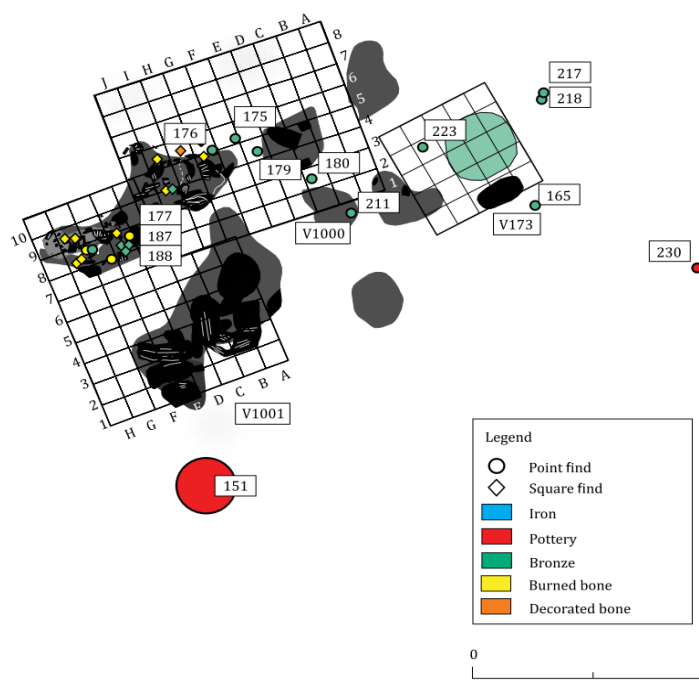 J I H G F E D C B A
8
7
6
5
4
3
2
1
217
218
175
176
223
179
180
165
177
211
V173
187
V1000
188
230
10
9
8
7
6
5
4
3
2
1
H G F E D C B A
V1001
151
Legend
Point find
Square find
Iron
Pottery
Bronze
Burned bone
Decorated bone
0